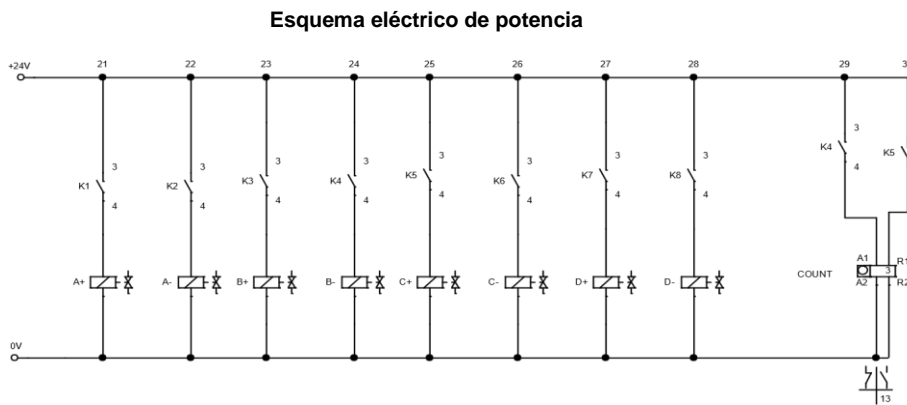 Esquema eléctrico de potencia
+24V 21 22 23 24 25 26 27 28 29 3
3 3 3 3 3 3 3 3 3
K1 K2 K3 K4 K5 K6 K7 K8 K4 K5
4 4 4 4 4 4 4 4 4
A+ A- B+ B- C+ C- D+ D- COUNT A1 3 R1
A2 R2
0V
13